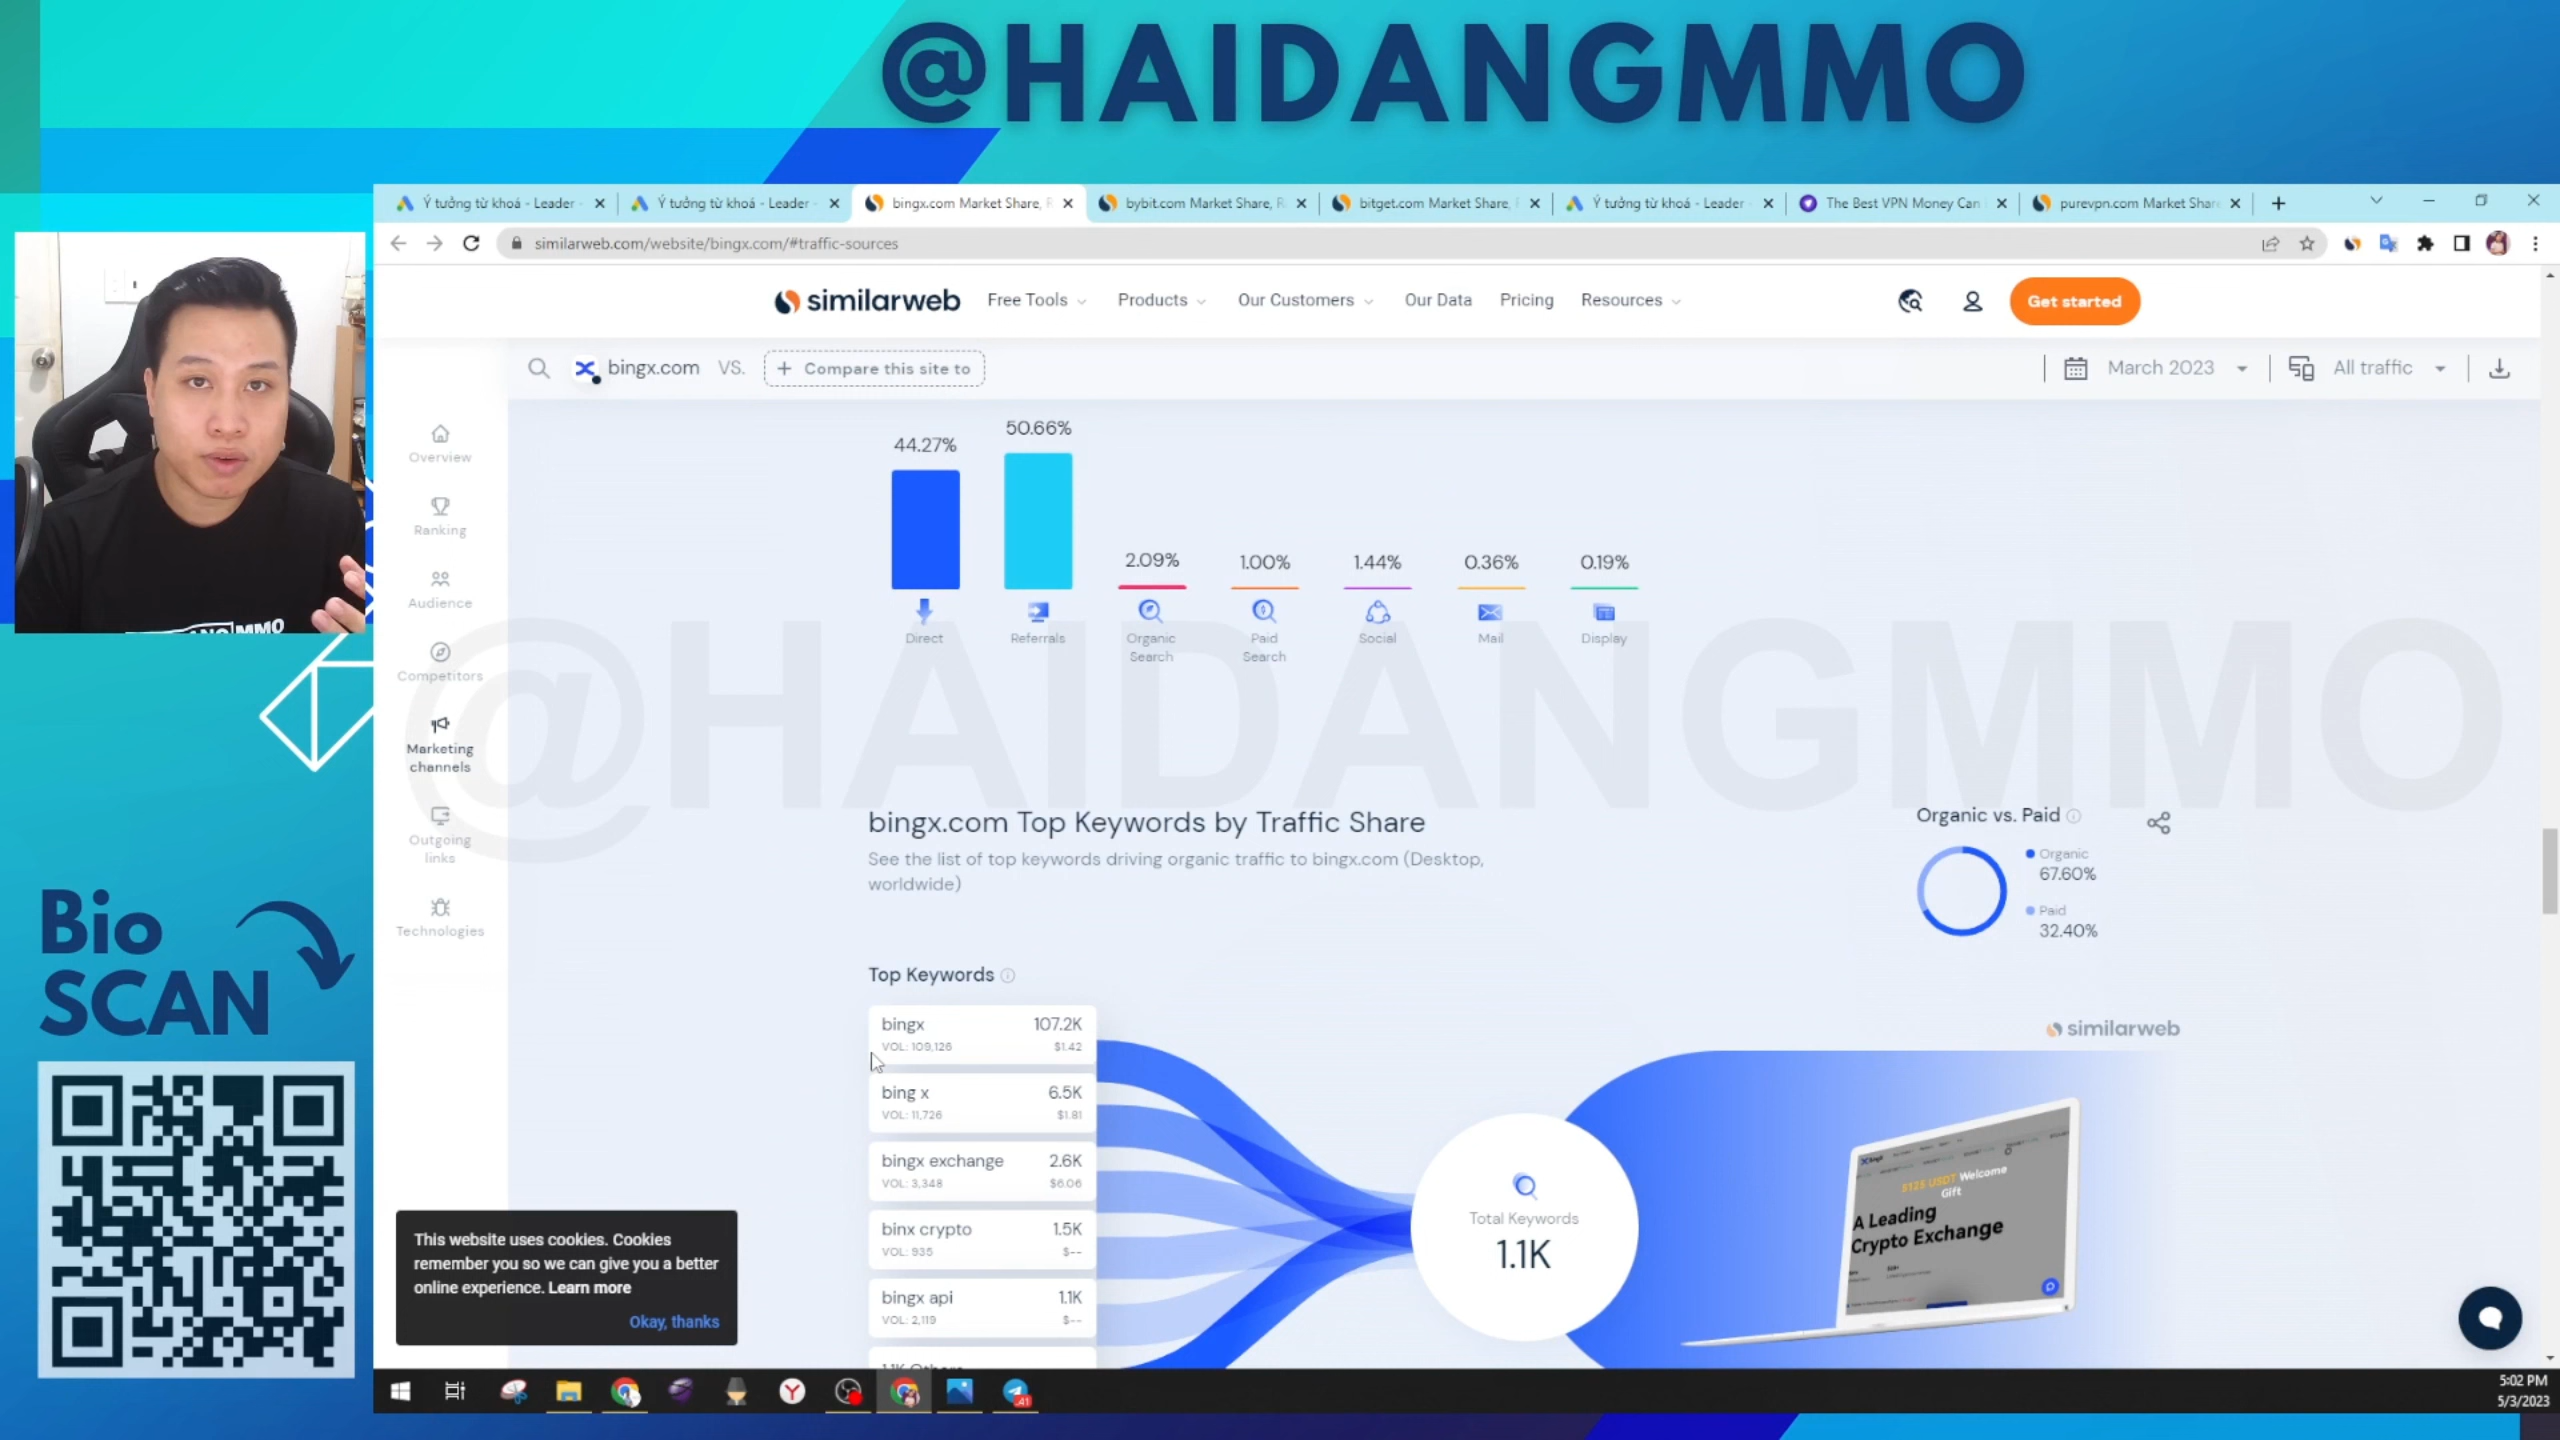 @HAIDANGMMO
Ý tưởng từ khoá - Leader -
Ý tưởng từ khoá - Leader -
bingx.com Market Share,
bybit.com Market Share,
bitget.com Market Share,
Ý tưởng từ khoá - Leader -
The Best VPN Money Can
purevpn.com Market Share
similarweb.com/website/bingx.com/#traffic-sources
similarweb
Free Tools
Products
Our Customers
Our Data
Pricing
Resources
Get started
bingx.com
VS.
+ Compare this site to
March 2023
All traffic
Overview
Ranking
Audience
Competitors
Marketing
channels
Outgoing
links
Technologies
44.27%
50.66%
2.09%
1.00%
1.44%
0.36%
0.19%
Direct
Referrals
Organic
Search
Paid
Search
Social
Mail
Display
@HAIDANGMMO
bingx.com Top Keywords by Traffic Share
See the list of top keywords driving organic traffic to bingx.com (Desktop,
worldwide)
Organic vs. Paid
Organic
67.60%
Paid
32.40%
Top Keywords
bingx 107.2K
VOL: 109,126 $1.42
bing x 6.5K
VOL: 11,726 $1.81
bingx exchange 2.6K
VOL: 3,348 $6.06
binx crypto 1.5K
VOL: 935 $--
bingx api 1.1K
VOL: 2,119 $--
similarweb
Total Keywords
1.1K
$125 USDT Welcome
Gift
A Leading
Crypto Exchange
This website uses cookies. Cookies
remember you so we can give you a better
online experience. Learn more
Okay, thanks
Bio
SCAN
5:02 PM
5/3/2023